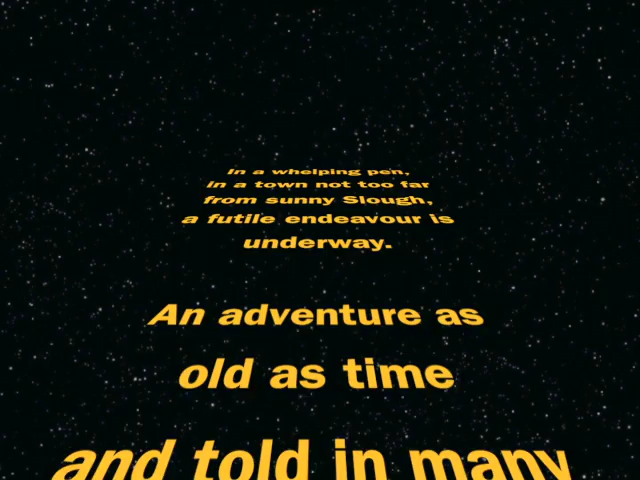 In a whelping pen,
in a town not too far
from sunny Slough,
a futile endeavour is
underway.
An adventure as
old as time
and told in many